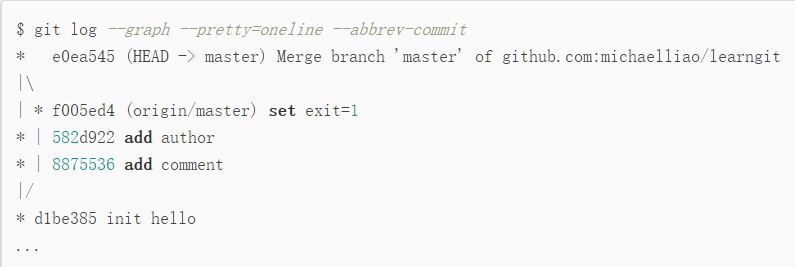 $ git log --graph --pretty=oneline --abbrev-commit
*   e0ea545 (HEAD -> master) Merge branch 'master' of github.com:michaelliao/learngit
|\
| * f005ed4 (origin/master) set exit=1
* | 582d922 add author
* | 8875536 add comment
|/
* d1be385 init hello
...